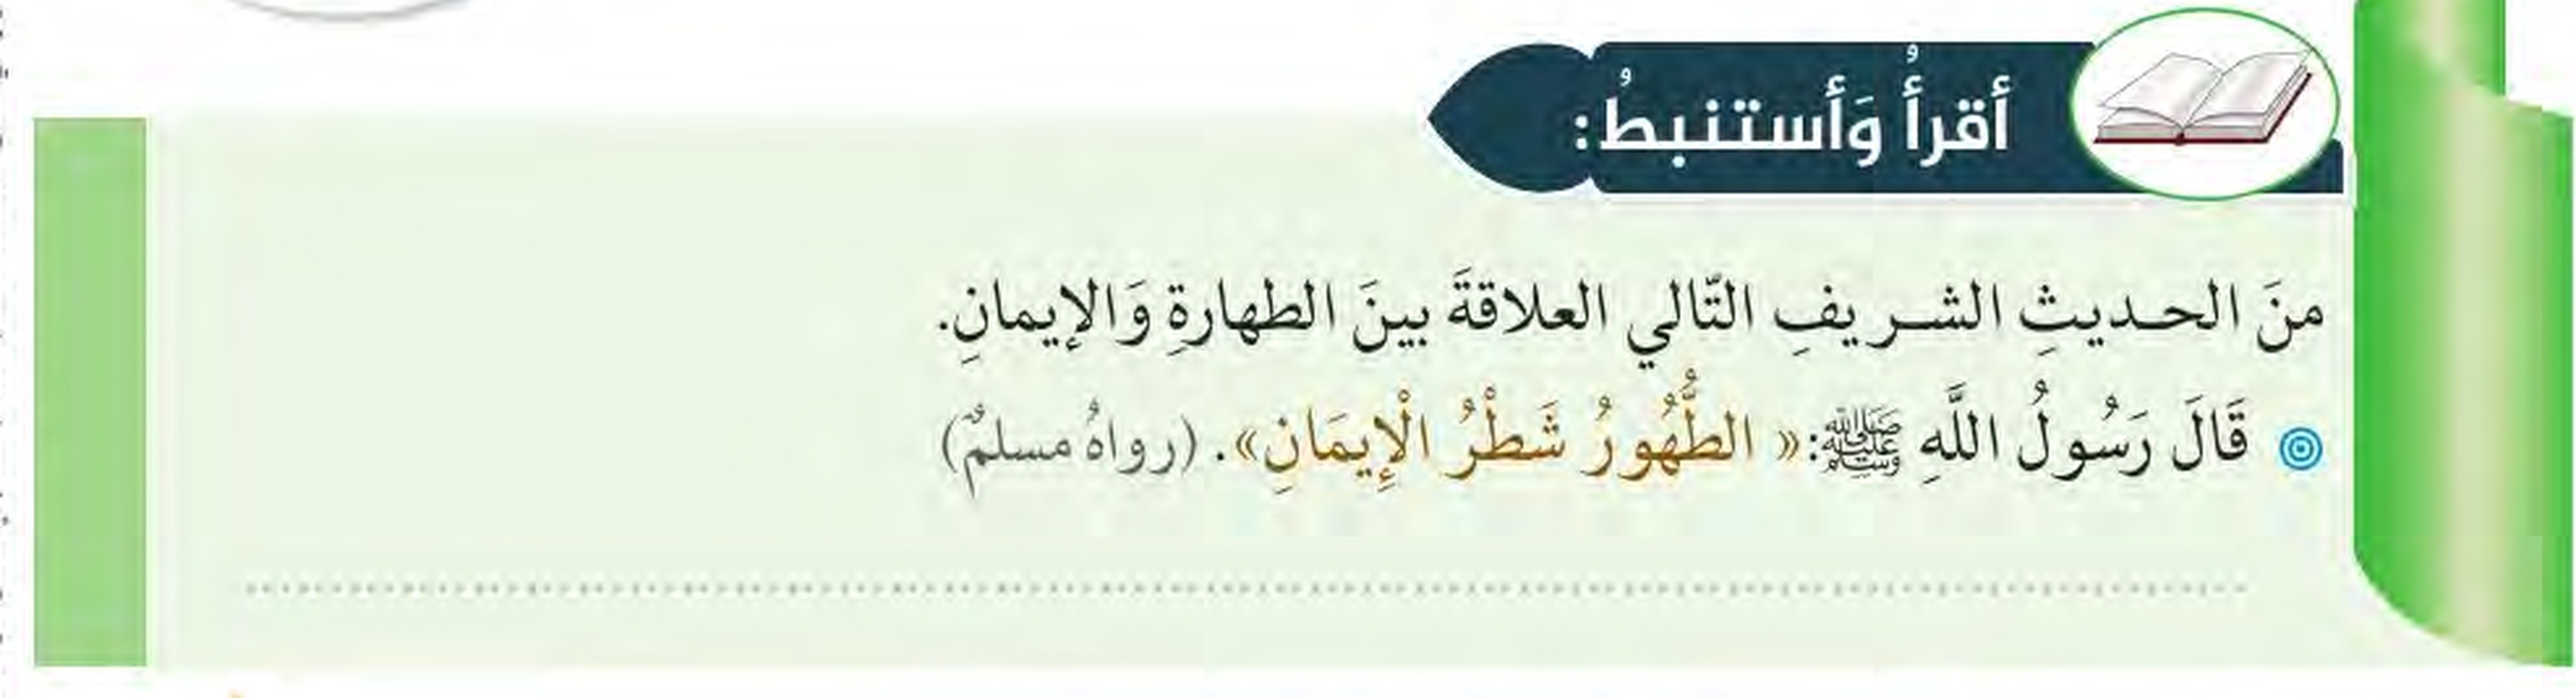 أقرأُ وَأستنبطُ:
منَ الحديثِ الشريفِ التّالي العلاقةَ بينَ الطهارةِ وَالإيمانِ.
قَالَ رَسُولُ اللَّهِ ﷺ: «الطُّهُورُ شَطْرُ الْإِيمَانِ». (رواهُ مسلمٌ)